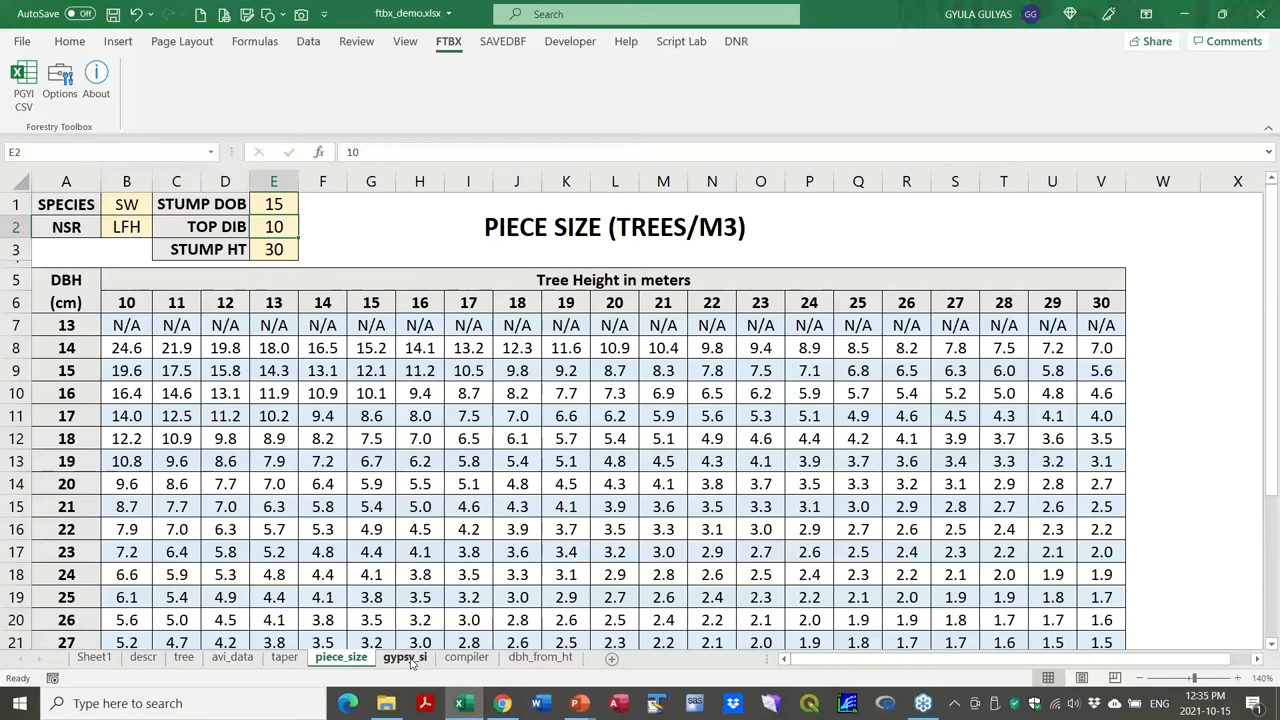 AutoSave Off ftbx_demo.xlsx Search GYULA GULYAS GG
File Home Insert Page Layout Formulas Data Review View FTBX SAVEDBF Developer Help Script Lab DNR Share Comments
PGYI CSV Options About
Forestry Toolbox
E2 fx 10
A B C D E F G H I J K L M N O P Q R S T U V W X
1 SPECIES SW STUMP DOB 15
2 NSR LFH TOP DIB 10 PIECE SIZE (TREES/M3)
3 STUMP HT 30
5 DBH Tree Height in meters
6 (cm) 10 11 12 13 14 15 16 17 18 19 20 21 22 23 24 25 26 27 28 29 30
7 13 N/A N/A N/A N/A N/A N/A N/A N/A N/A N/A N/A N/A N/A N/A N/A N/A N/A N/A N/A N/A N/A
8 14 24.6 21.9 19.8 18.0 16.5 15.2 14.1 13.2 12.3 11.6 10.9 10.4 9.8 9.4 8.9 8.5 8.2 7.8 7.5 7.2 7.0
9 15 19.6 17.5 15.8 14.3 13.1 12.1 11.2 10.5 9.8 9.2 8.7 8.3 7.8 7.5 7.1 6.8 6.5 6.3 6.0 5.8 5.6
10 16 16.4 14.6 13.1 11.9 10.9 10.1 9.4 8.7 8.2 7.7 7.3 6.9 6.5 6.2 5.9 5.7 5.4 5.2 5.0 4.8 4.6
11 17 14.0 12.5 11.2 10.2 9.4 8.6 8.0 7.5 7.0 6.6 6.2 5.9 5.6 5.3 5.1 4.9 4.6 4.5 4.3 4.1 4.0
12 18 12.2 10.9 9.8 8.9 8.2 7.5 7.0 6.5 6.1 5.7 5.4 5.1 4.9 4.6 4.4 4.2 4.1 3.9 3.7 3.6 3.5
13 19 10.8 9.6 8.6 7.9 7.2 6.7 6.2 5.8 5.4 5.1 4.8 4.5 4.3 4.1 3.9 3.7 3.6 3.4 3.3 3.2 3.1
14 20 9.6 8.6 7.7 7.0 6.4 5.9 5.5 5.1 4.8 4.5 4.3 4.1 3.8 3.7 3.5 3.3 3.2 3.1 2.9 2.8 2.7
15 21 8.7 7.7 7.0 6.3 5.8 5.4 5.0 4.6 4.3 4.1 3.9 3.6 3.5 3.3 3.1 3.0 2.9 2.8 2.7 2.6 2.5
16 22 7.9 7.0 6.3 5.7 5.3 4.9 4.5 4.2 3.9 3.7 3.5 3.3 3.1 3.0 2.9 2.7 2.6 2.5 2.4 2.3 2.2
17 23 7.2 6.4 5.8 5.2 4.8 4.4 4.1 3.8 3.6 3.4 3.2 3.0 2.9 2.7 2.6 2.5 2.4 2.3 2.2 2.1 2.0
18 24 6.6 5.9 5.3 4.8 4.4 4.1 3.8 3.5 3.3 3.1 2.9 2.8 2.6 2.5 2.4 2.3 2.2 2.1 2.0 1.9 1.9
19 25 6.1 5.4 4.9 4.4 4.1 3.8 3.5 3.2 3.0 2.9 2.7 2.6 2.4 2.3 2.2 2.1 2.0 1.9 1.9 1.8 1.7
20 26 5.6 5.0 4.5 4.1 3.8 3.5 3.2 3.0 2.8 2.6 2.5 2.4 2.2 2.1 2.0 1.9 1.9 1.8 1.7 1.7 1.6
21 27 5.2 4.7 4.2 3.8 3.5 3.2 3.0 2.8 2.6 2.5 2.3 2.2 2.1 2.0 1.9 1.8 1.7 1.7 1.6 1.6 1.5
Sheet1 descr tree avi_data taper piece_size gypsy_si compiler dbh_from_ht
Ready 140%
Type here to search ENG 12:35 PM
2021-10-15